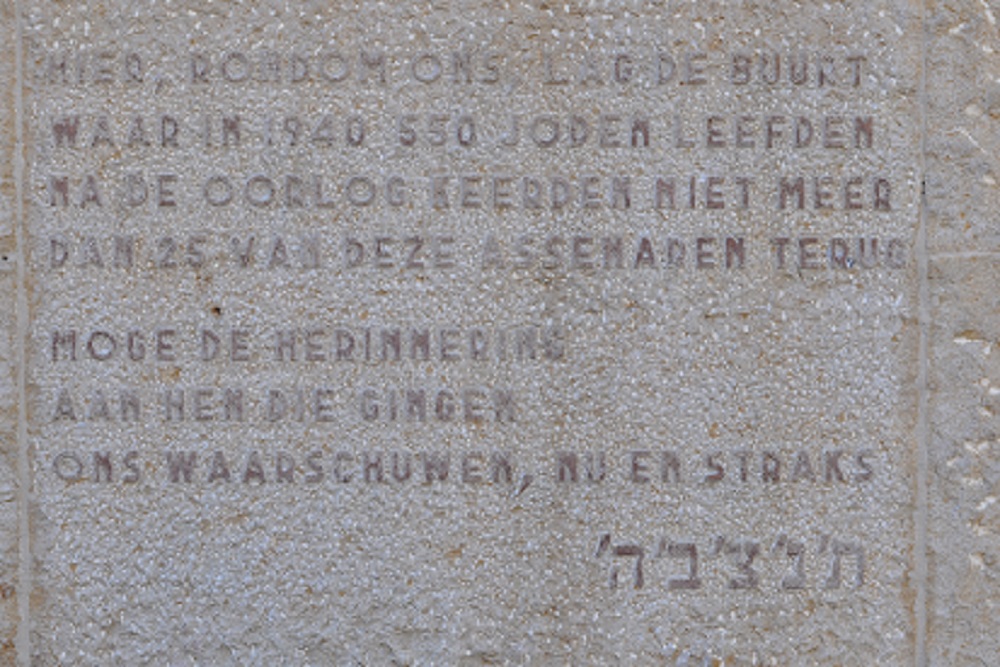 HIER, RONDOM ONS, LAG DE BUURT
WAAR IN 1940 550 JODEN LEEFDEN
NA DE OORLOG KEERDEN NIET MEER
DAN 25 VAN DEZE ASSENAREN TERUG
MOGE DE HERINNERING
AAN HEN DIE GINGEN
ONS WAARSCHUWEN, NU EN STRAKS
ת'נ'צ'ב'ה'